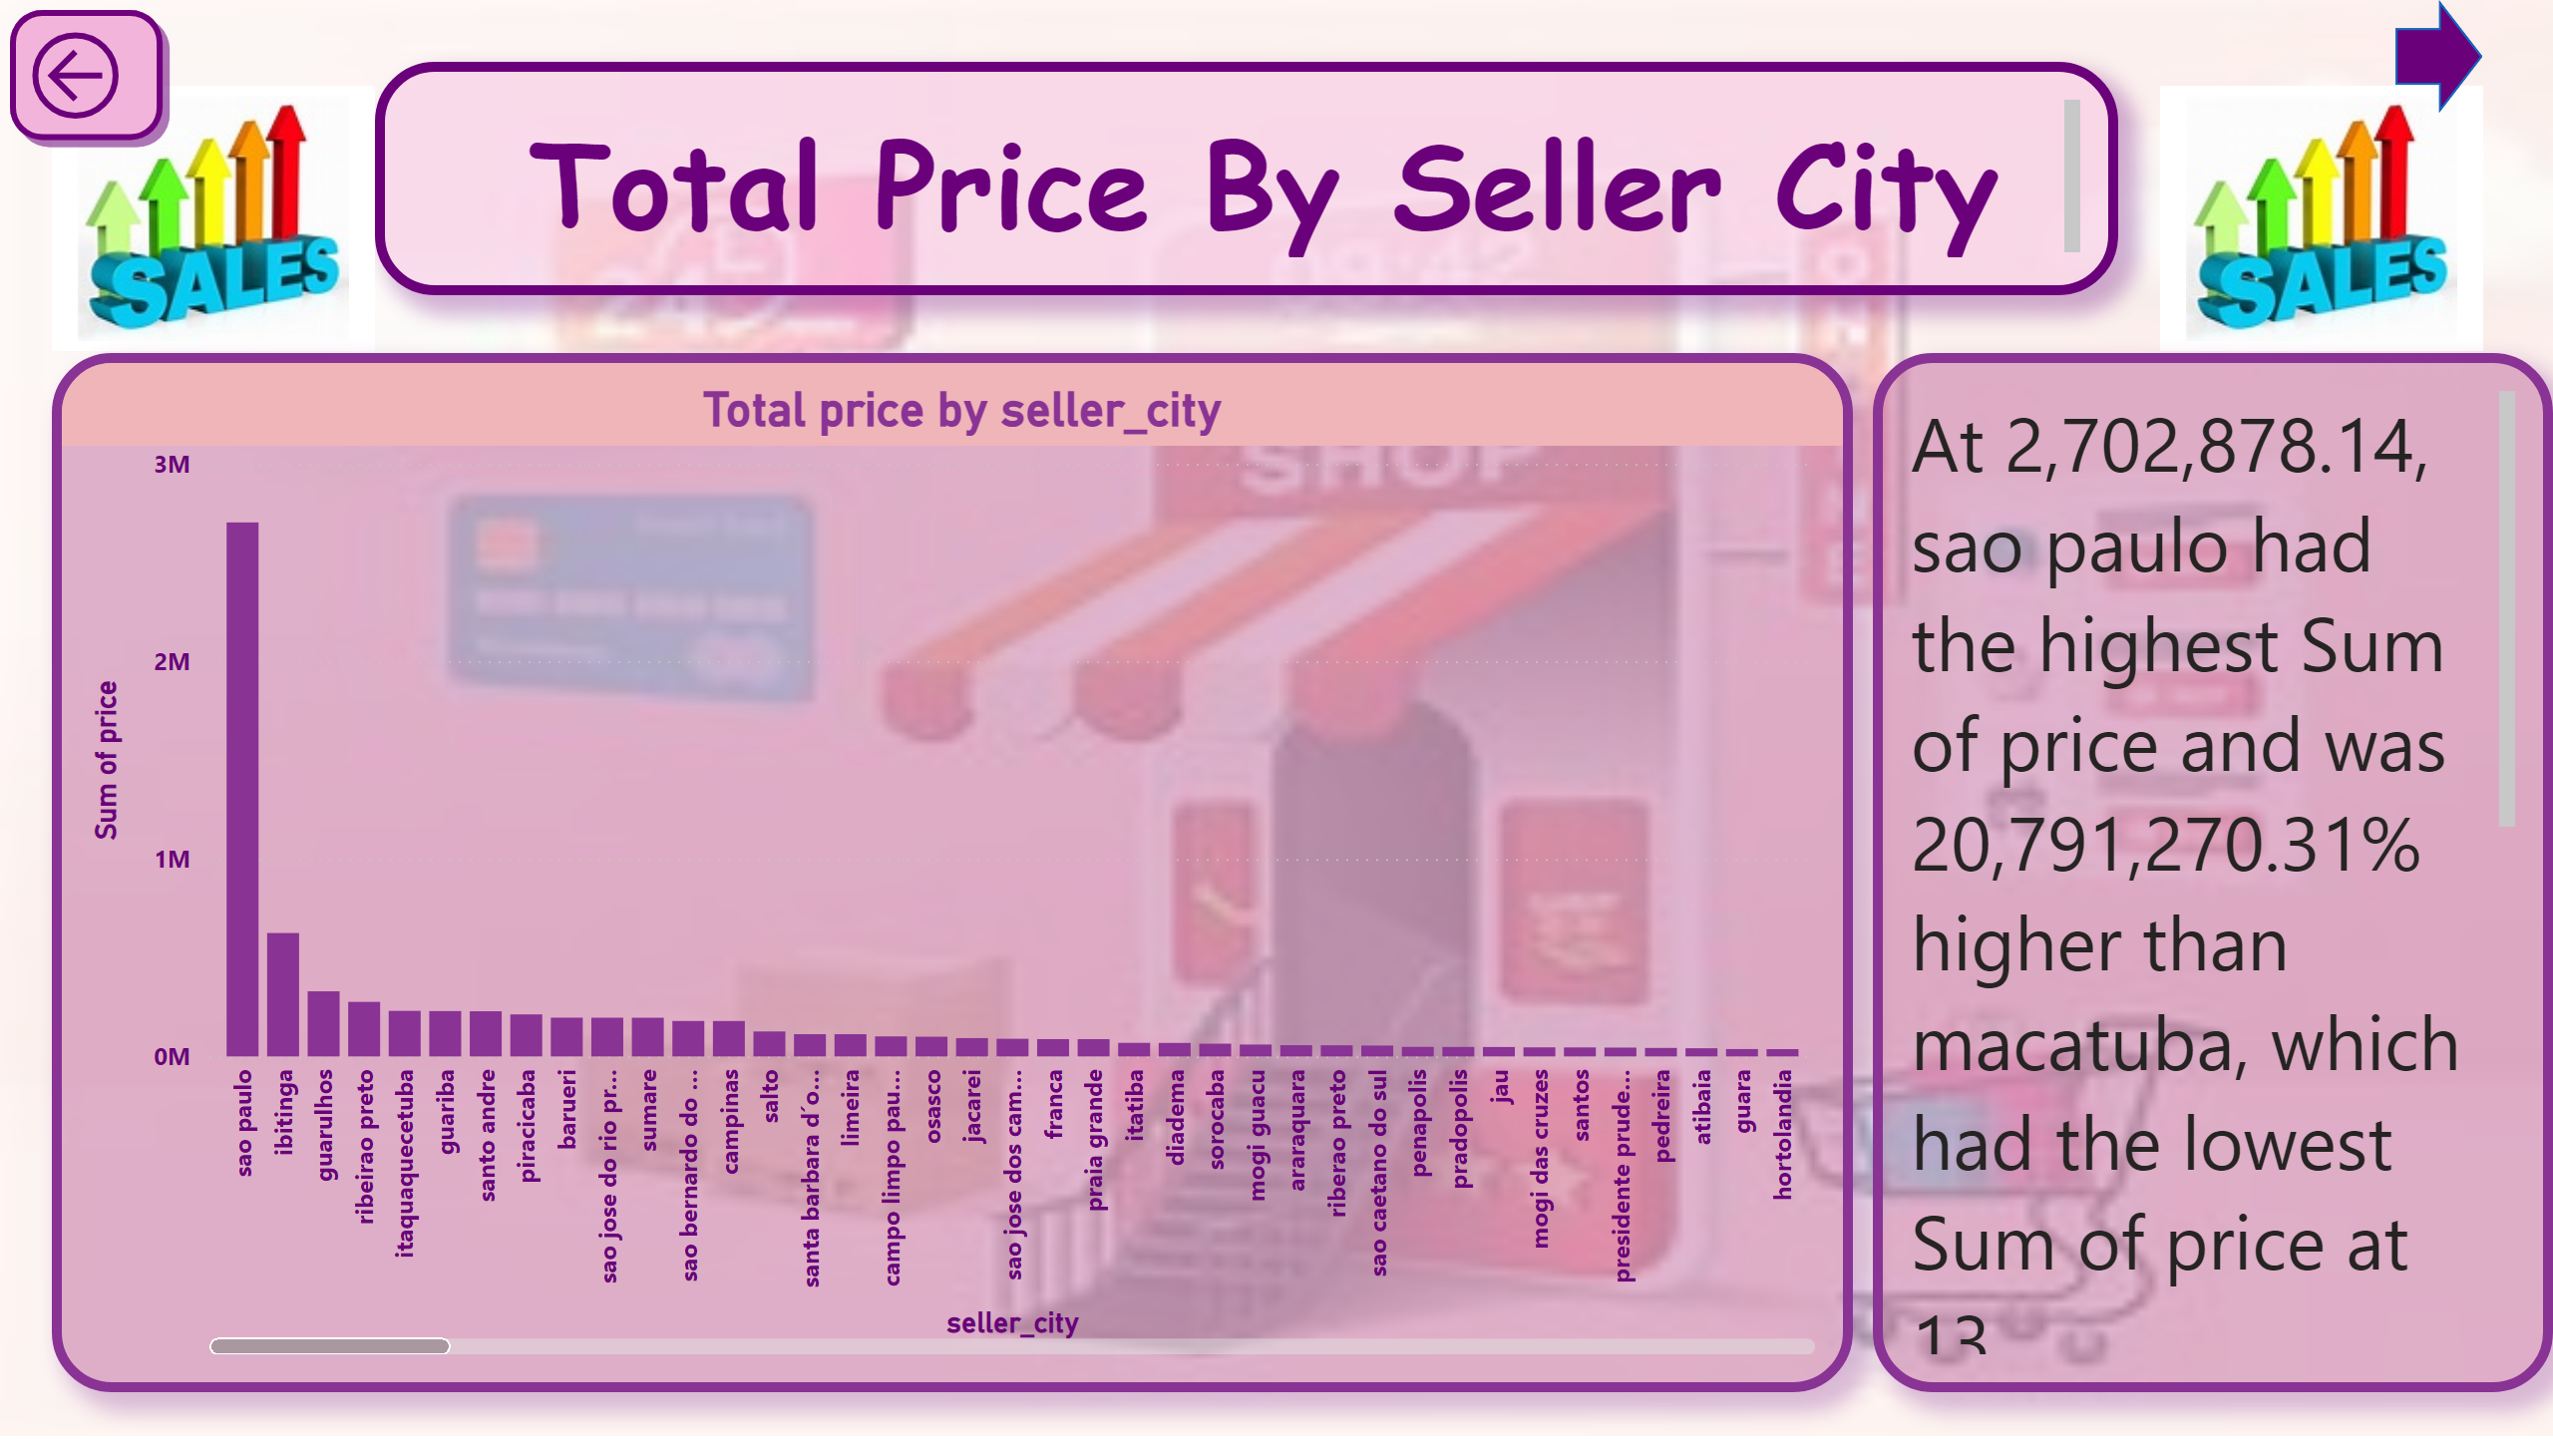 SALES
Total Price By Seller City
SALES
Total price by seller_city
3M
2M
1M
0M
Sum of price
SHOP
sao paulo
ibitinga
guarulhos
ribeirao preto
itaquaquecetuba
guariba
santo andre
piracicaba
barueri
sao jose do rio pr...
sumare
sao bernardo do ...
campinas
salto
santa barbara d´o...
limeira
campo limpo pau...
osasco
jacarei
sao jose dos cam...
franca
praia grande
itatiba
diadema
sorocaba
mogi guacu
araraquara
riberao preto
sao caetano do sul
penapolis
pradopolis
jau
mogi das cruzes
santos
presidente prude...
pedreira
atibaia
guara
hortolandia
seller_city
At 2,702,878.14,
sao paulo had
the highest Sum
of price and was
20,791,270.31%
higher than
macatuba, which
had the lowest
Sum of price at
13